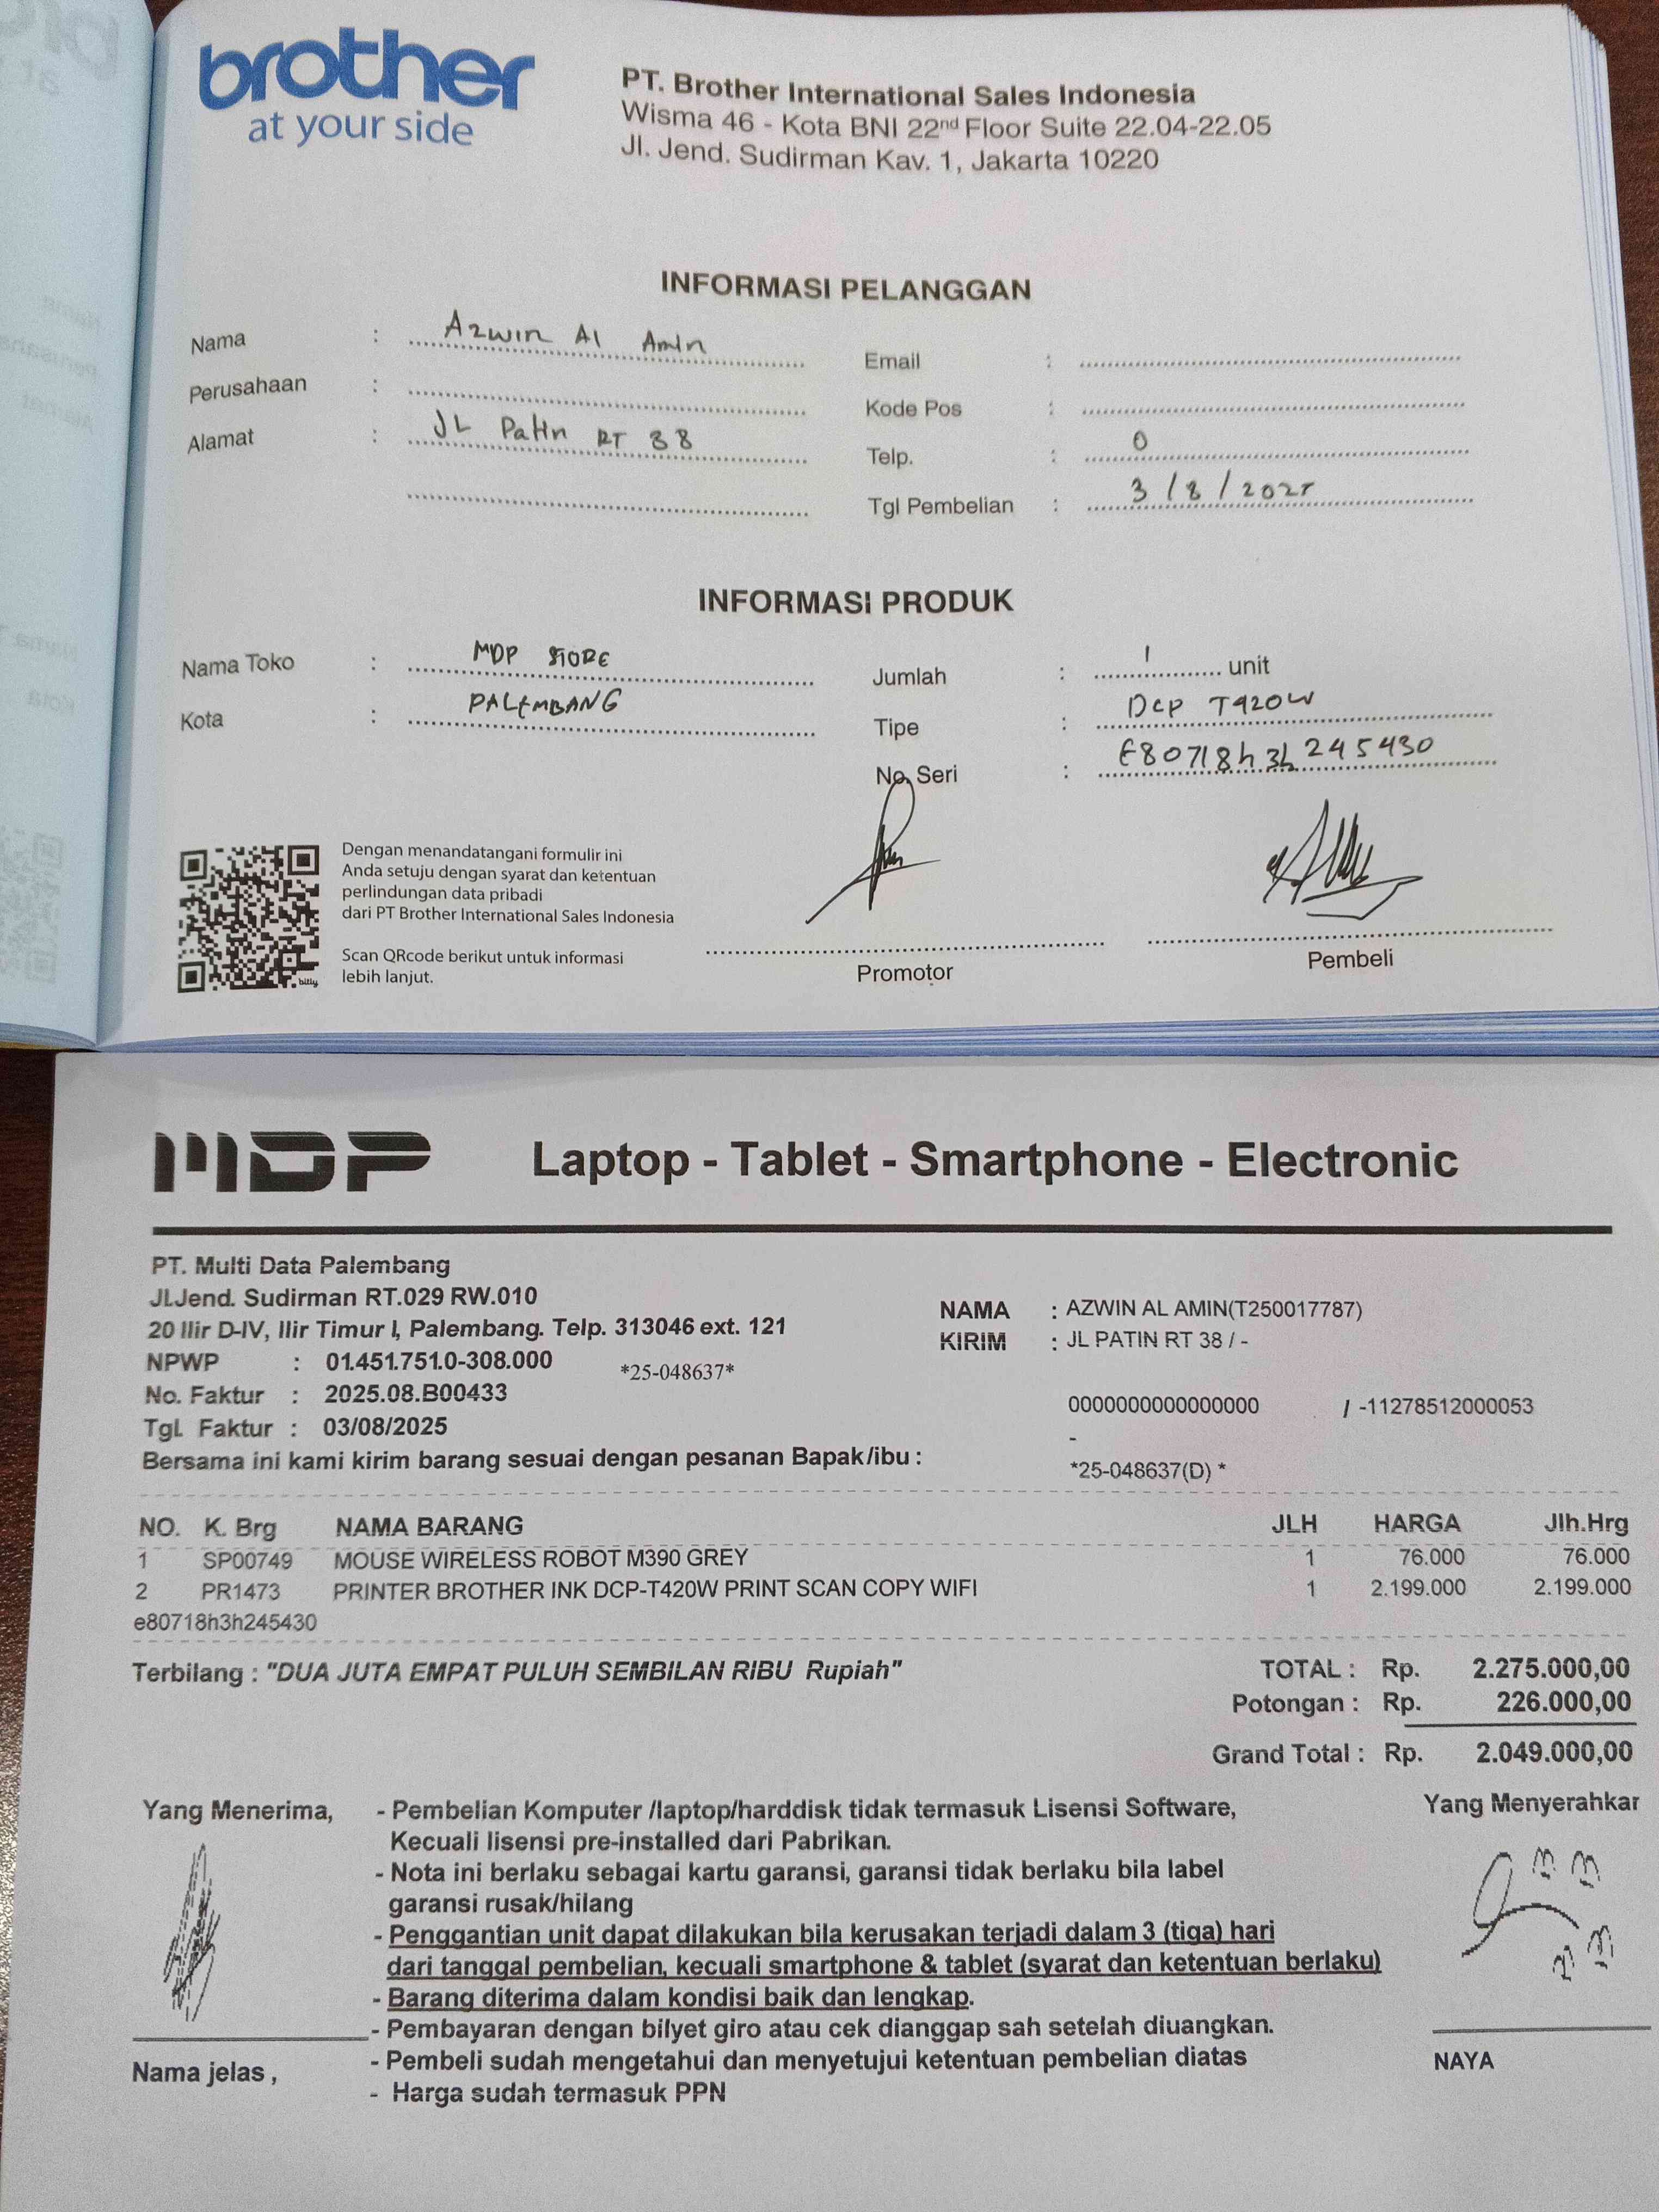 brother
at your side
PT. Brother International Sales Indonesia
Wisma 46 - Kota BNI 22nd Floor Suite 22.04-22.05
Jl. Jend. Sudirman Kav. 1, Jakarta 10220
INFORMASI PELANGGAN
Nama : Azwin Al Amin
Perusahaan :
Alamat : JL Patin RT 38
Email :
Kode Pos :
Telp. : 0
Tgl Pembelian : 3 / 8 / 2025
INFORMASI PRODUK
Nama Toko : MDP STORE
Kota : PALEMBANG
Jumlah : 1 unit
Tipe : DCP T420W
No. Seri : E80718h3h245430
Dengan menandatangani formulir ini
Anda setuju dengan syarat dan ketentuan
perlindungan data pribadi
dari PT Brother International Sales Indonesia
Scan QRcode berikut untuk informasi
lebih lanjut.
bitly
Promotor
Pembeli
MDP
Laptop - Tablet - Smartphone - Electronic
PT. Multi Data Palembang
Jl.Jend. Sudirman RT.029 RW.010
20 Ilir D-IV, Ilir Timur I, Palembang. Telp. 313046 ext. 121
NPWP : 01.451.751.0-308.000
*25-048637*
No. Faktur : 2025.08.B00433
Tgl. Faktur : 03/08/2025
Bersama ini kami kirim barang sesuai dengan pesanan Bapak/ibu :
NAMA : AZWIN AL AMIN(T250017787)
KIRIM : JL PATIN RT 38 / -
0000000000000000 / -11278512000053
-
*25-048637(D) *
NO. K. Brg NAMA BARANG JLH HARGA Jlh.Hrg
1 SP00749 MOUSE WIRELESS ROBOT M390 GREY 1 76.000 76.000
2 PR1473 PRINTER BROTHER INK DCP-T420W PRINT SCAN COPY WIFI 1 2.199.000 2.199.000
e80718h3h245430
Terbilang : "DUA JUTA EMPAT PULUH SEMBILAN RIBU Rupiah"
TOTAL : Rp. 2.275.000,00
Potongan : Rp. 226.000,00
Grand Total : Rp. 2.049.000,00
Yang Menerima,
- Pembelian Komputer /laptop/harddisk tidak termasuk Lisensi Software,
Kecuali lisensi pre-installed dari Pabrikan.
- Nota ini berlaku sebagai kartu garansi, garansi tidak berlaku bila label
garansi rusak/hilang
- Penggantian unit dapat dilakukan bila kerusakan terjadi dalam 3 (tiga) hari
dari tanggal pembelian, kecuali smartphone & tablet (syarat dan ketentuan berlaku)
- Barang diterima dalam kondisi baik dan lengkap.
- Pembayaran dengan bilyet giro atau cek dianggap sah setelah diuangkan.
- Pembeli sudah mengetahui dan menyetujui ketentuan pembelian diatas
- Harga sudah termasuk PPN
Nama jelas ,
Yang Menyerahkar
NAYA